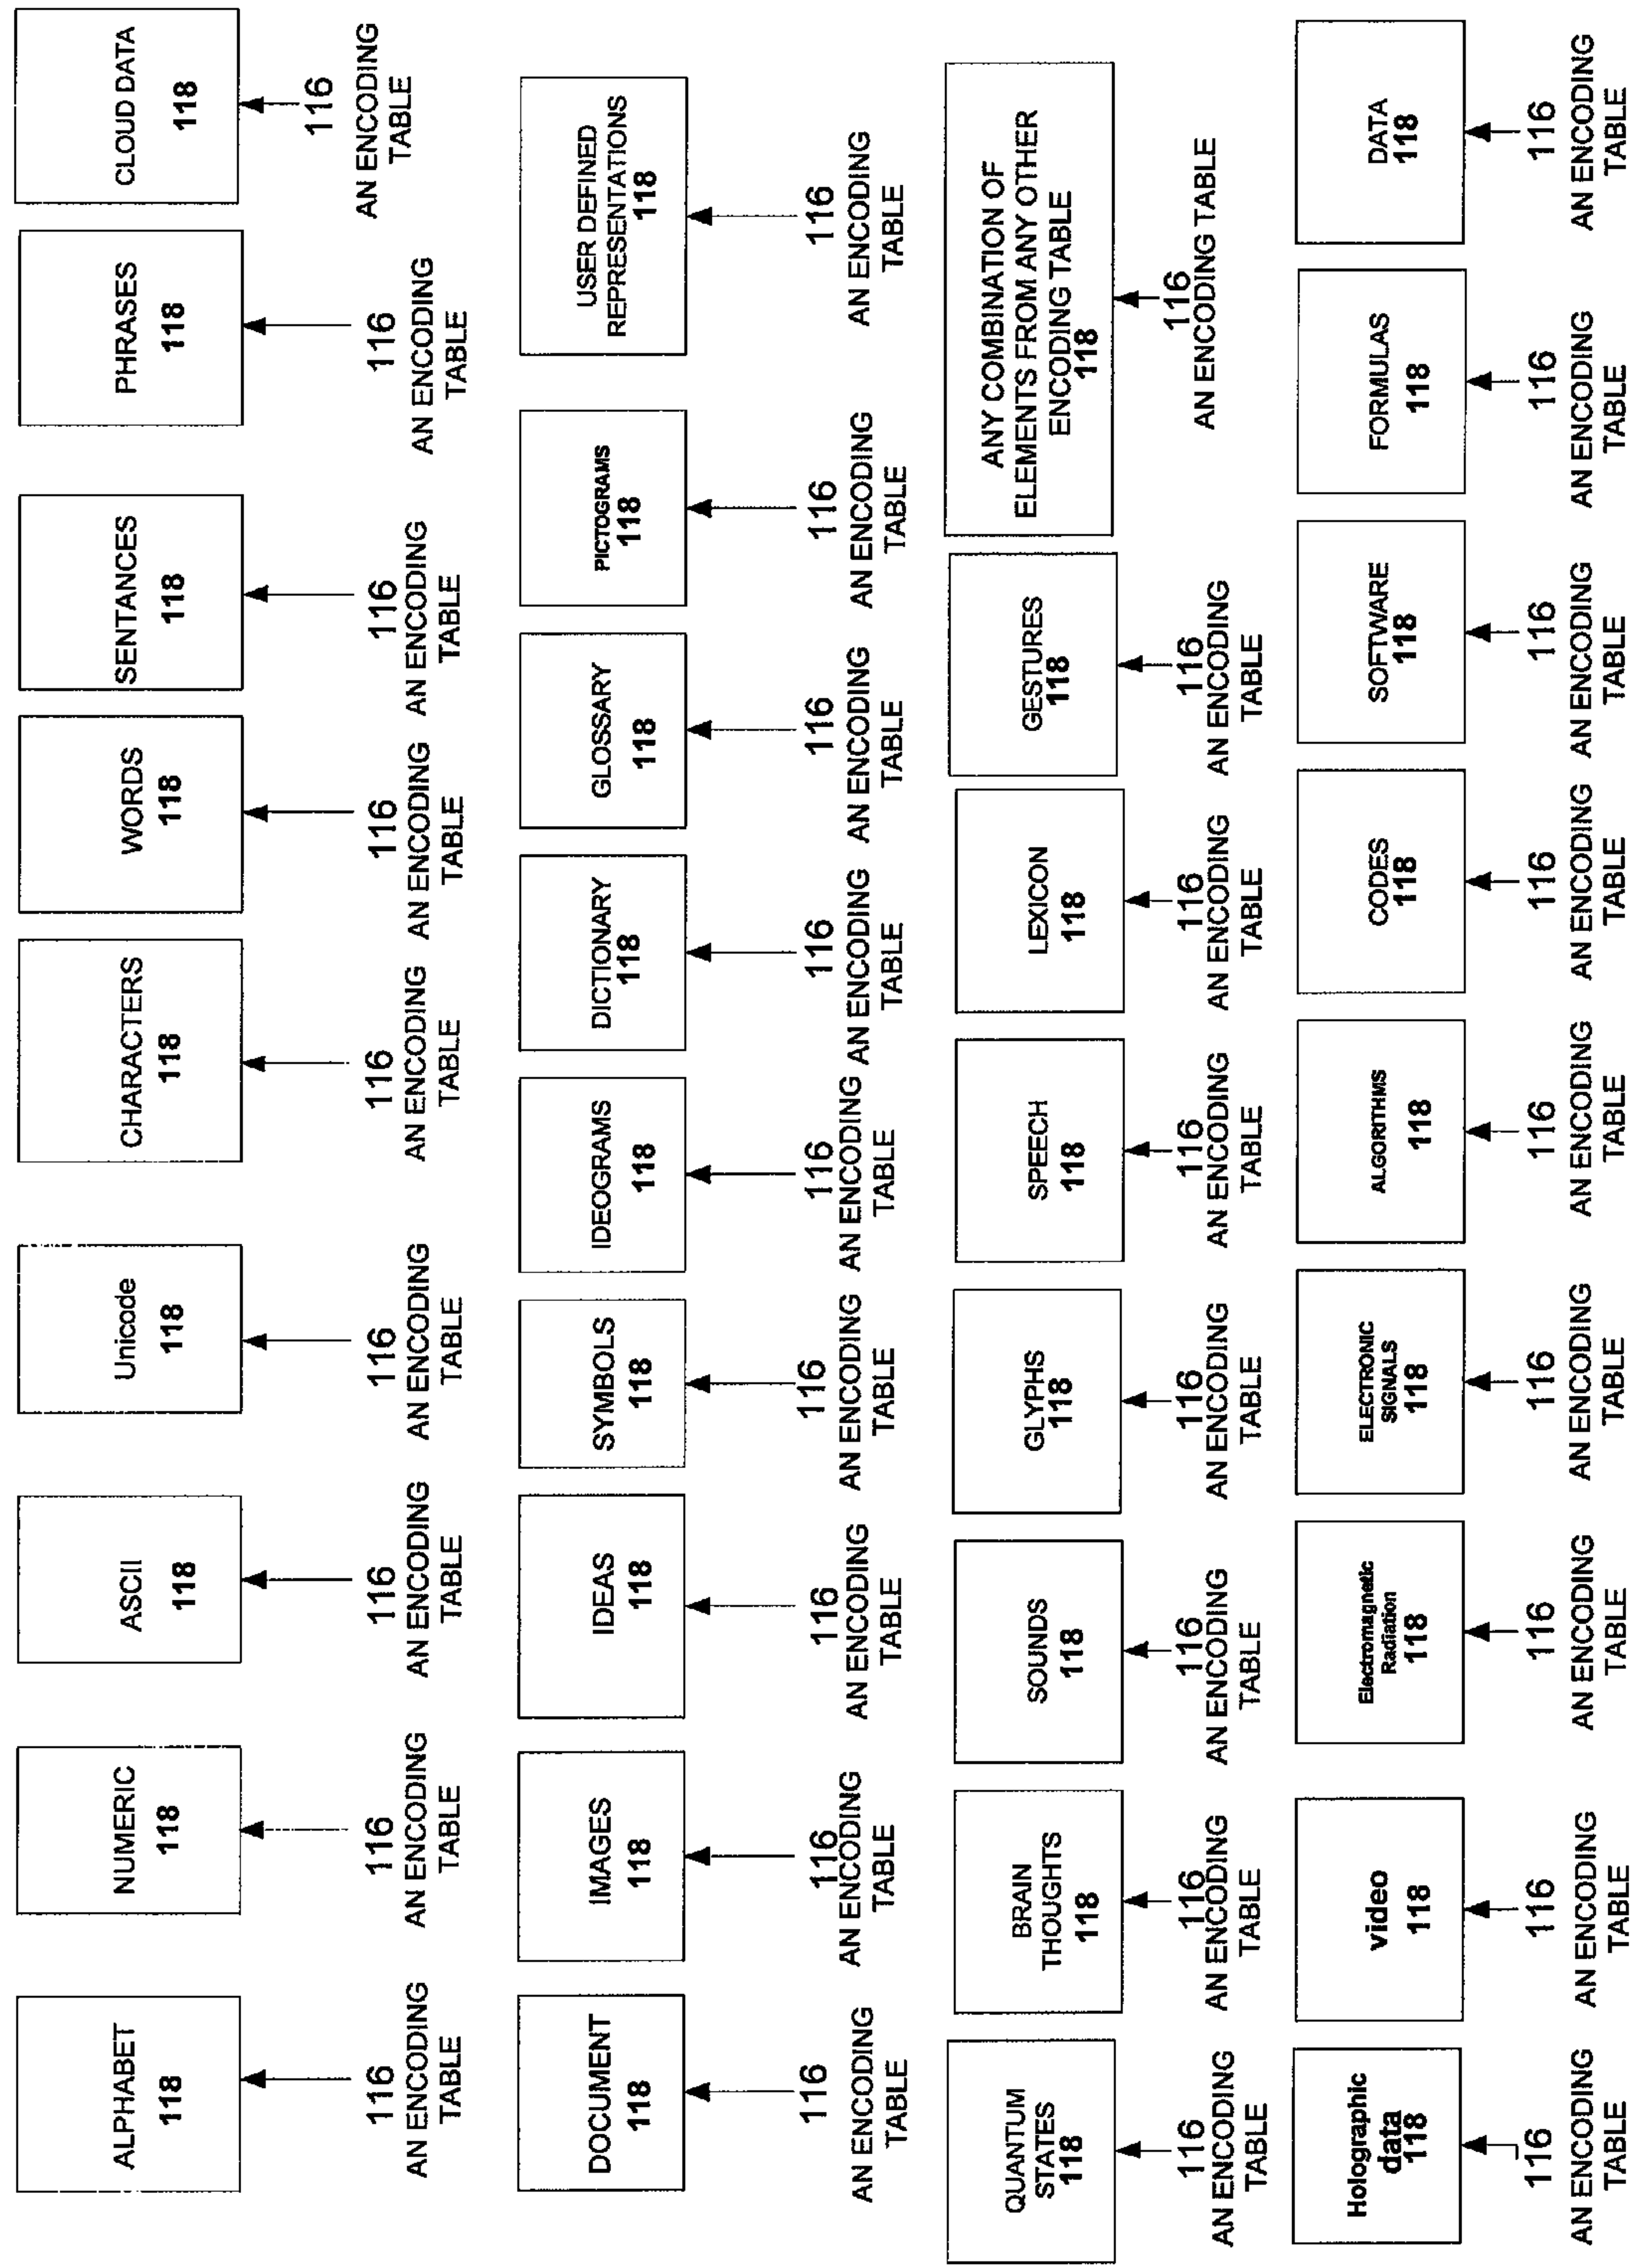 ALPHABET
118
116
AN ENCODING
TABLE
NUMERIC
118
116
AN ENCODING
TABLE
ASCII
118
116
AN ENCODING
TABLE
Unicode
118
116
AN ENCODING
TABLE
CHARACTERS
118
116
AN ENCODING
TABLE
WORDS
118
116
AN ENCODING
TABLE
SENTANCES
118
116
AN ENCODING
TABLE
PHRASES
118
116
AN ENCODING
TABLE
CLOUD DATA
118
116
AN ENCODING
TABLE
DOCUMENT
118
116
AN ENCODING
TABLE
IMAGES
118
116
AN ENCODING
TABLE
IDEAS
118
116
AN ENCODING
TABLE
SYMBOLS
118
116
AN ENCODING
TABLE
IDEOGRAMS
118
116
AN ENCODING
TABLE
DICTIONARY
118
116
AN ENCODING
TABLE
GLOSSARY
118
116
AN ENCODING
TABLE
PICTOGRAMS
118
116
AN ENCODING
TABLE
USER DEFINED
REPRESENTATIONS
118
116
AN ENCODING
TABLE
QUANTUM
STATES
118
116
AN ENCODING
TABLE
BRAIN
THOUGHTS
118
116
AN ENCODING
TABLE
SOUNDS
118
116
AN ENCODING
TABLE
GLYPHS
118
116
AN ENCODING
TABLE
SPEECH
118
116
AN ENCODING
TABLE
LEXICON
118
116
AN ENCODING
TABLE
GESTURES
118
116
AN ENCODING
TABLE
ANY COMBINATION OF
ELEMENTS FROM ANY OTHER
ENCODING TABLE
118
116
AN ENCODING TABLE
Holographic
data
118
116
AN ENCODING
TABLE
video
118
116
AN ENCODING
TABLE
Electromagnetic
Radiation
118
116
AN ENCODING
TABLE
ELECTRONIC
SIGNALS
118
116
AN ENCODING
TABLE
ALGORITHMS
118
116
AN ENCODING
TABLE
CODES
118
116
AN ENCODING
TABLE
SOFTWARE
118
116
AN ENCODING
TABLE
FORMULAS
118
116
AN ENCODING
TABLE
DATA
118
116
AN ENCODING
TABLE